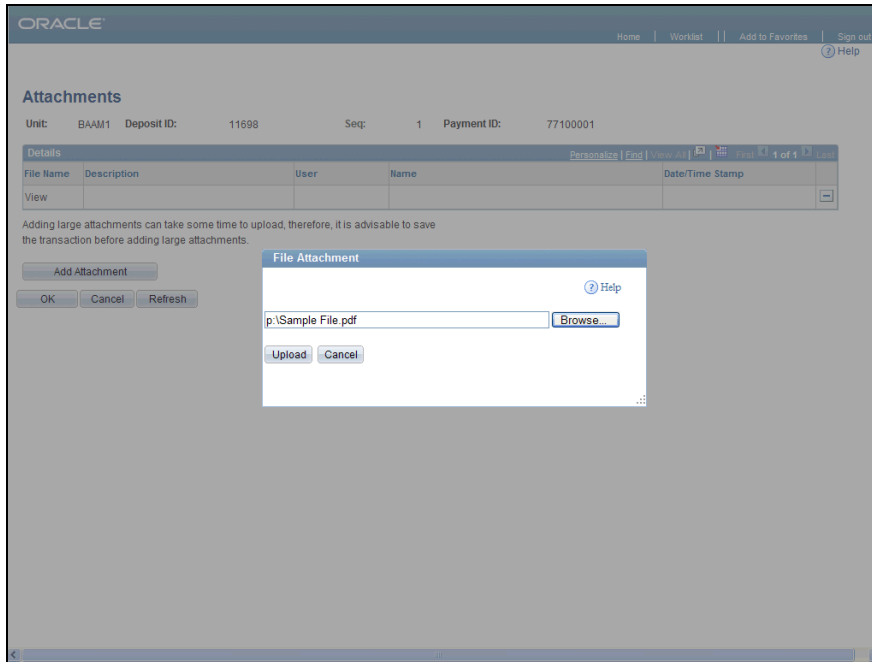 ORACLE
Home | Worklist || Add to Favorites | Sign out
? Help
Attachments
Unit: BAAM1 Deposit ID: 11698 Seq: 1 Payment ID: 77100001
Details Personalize | Find | View All | | First 1 of 1 Last
File Name Description User Name Date/Time Stamp
View
Adding large attachments can take some time to upload, therefore, it is advisable to save
the transaction before adding large attachments.
Add Attachment
OK Cancel Refresh
File Attachment
? Help
p:\Sample File.pdf Browse...
Upload Cancel